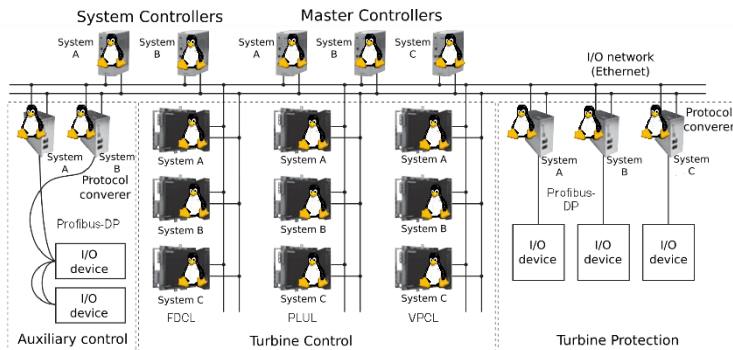 System Controllers
Master Controllers
System
A
System
B
System
A
System
B
System
C
I/O network
(Ethernet)
System
A
System
B
Protocol
converer
Profibus-DP
I/O
device
I/O
device
Auxiliary control
System A
System A
System A
System B
System B
System B
System C
System C
System C
FDCL
PLUL
VPCL
Turbine Control
Protocol
converer
System
A
System
B
System
C
Profibus-
DP
I/O
device
I/O
device
I/O
device
Turbine Protection